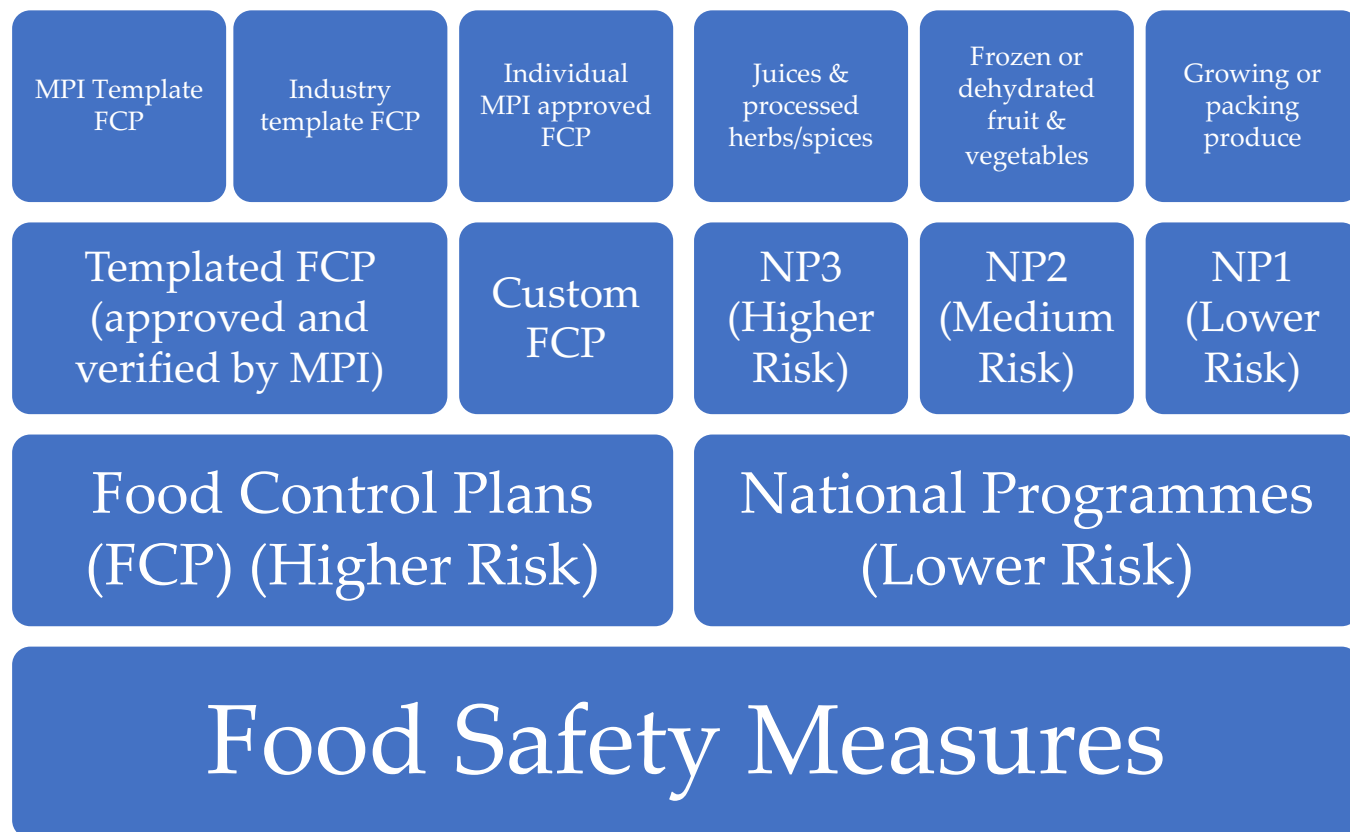 MPI Template
FCP
Industry
template FCP
Individual
MPI approved
FCP
Juices &
processed
herbs/spices
Frozen or
dehydrated
fruit &
vegetables
Growing or
packing
produce
Templated FCP
(approved and
verified by MPI)
Custom
FCP
NP3
(Higher
Risk)
NP2
(Medium
Risk)
NP1
(Lower
Risk)
Food Control Plans
(FCP) (Higher Risk)
National Programmes
(Lower Risk)
Food Safety Measures